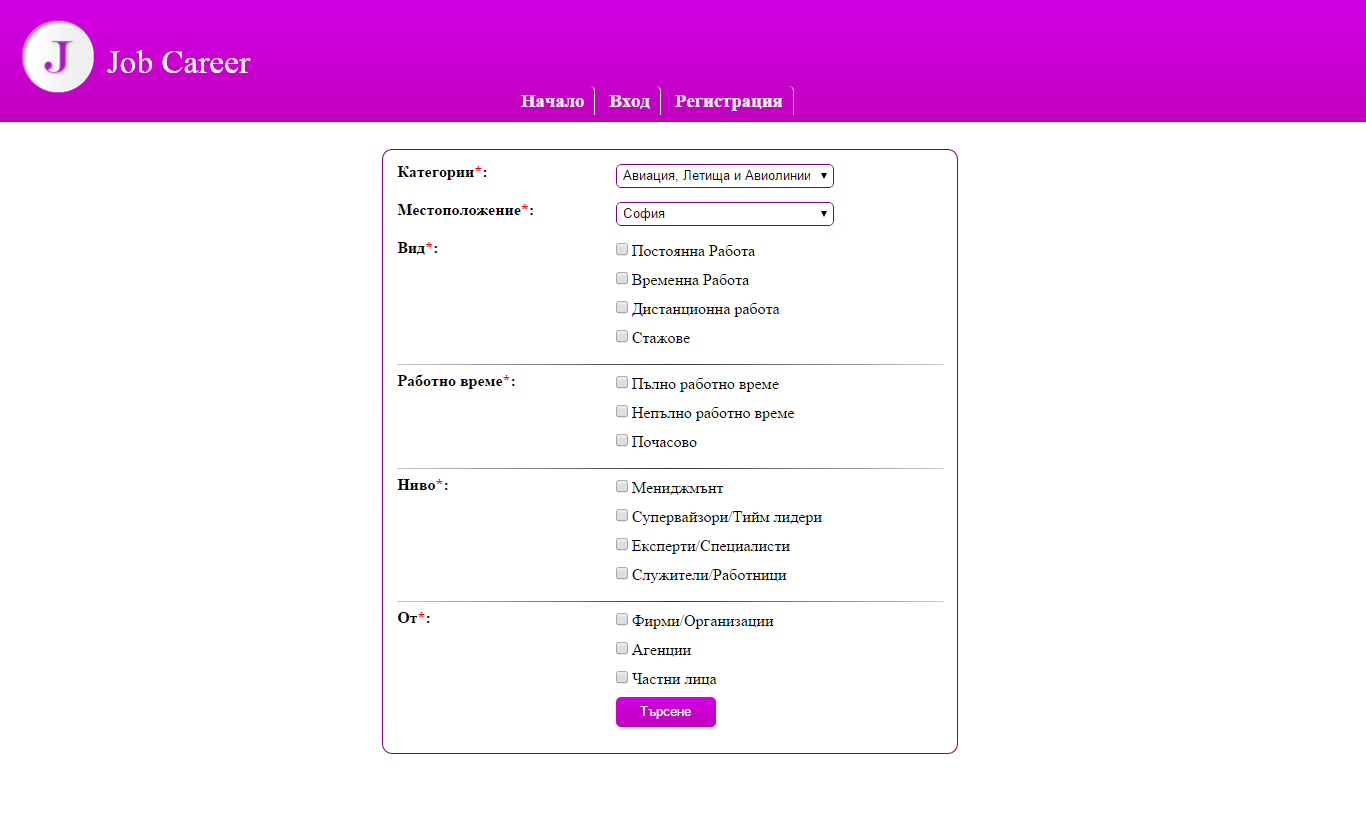 J
Job Career
Начало Вход Регистрация
Категории*: Авиация, Летища и Авиолинии
Местоположение*: София
Вид*: Постоянна Работа
Временна Работа
Дистанционна работа
Стажове
Работно време*: Пълно работно време
Непълно работно време
Почасово
Ниво*: Мениджмънт
Супервайзори/Тийм лидери
Експерти/Специалисти
Служители/Работници
От*: Фирми/Организации
Агенции
Частни лица
Търсене